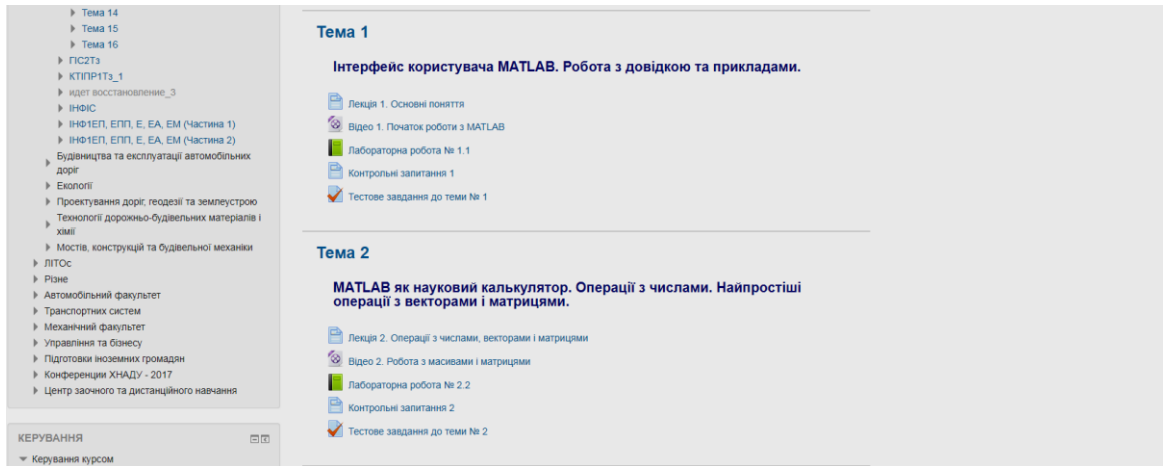 Тема 14
Тема 15
Тема 16
ГІС2Тз
КТІПР1Тз_1
идет восстановление_3
ІНФІС
ІНФ1ЕП, ЕПП, Е, ЕА, ЕМ (Частина 1)
ІНФ1ЕП, ЕПП, Е, ЕА, ЕМ (Частина 2)
Будівництва та експлуатації автомобільних
доріг
Екології
Проектування доріг, геодезії та землеустрою
Технології дорожньо-будівельних матеріалів і
хімії
Мостів, конструкцій та будівельної механіки
ЛІТОс
Різне
Автомобільний факультет
Транспортних систем
Механічний факультет
Управління та бізнесу
Підготовки іноземних громадян
Конференции ХНАДУ - 2017
Центр заочного та дистанційного навчання
КЕРУВАННЯ
Керування курсом
Тема 1
Інтерфейс користувача MATLAB. Робота з довідкою та прикладами.
Лекція 1. Основні поняття
Відео 1. Початок роботи з MATLAB
Лабораторна робота № 1.1
Контрольні запитання 1
Тестове завдання до теми № 1
Тема 2
MATLAB як науковий калькулятор. Операції з числами. Найпростіші
операції з векторами і матрицями.
Лекція 2. Операції з числами, векторами і матрицями
Відео 2. Робота з масивами і матрицями
Лабораторна робота № 2.2
Контрольні запитання 2
Тестове завдання до теми № 2